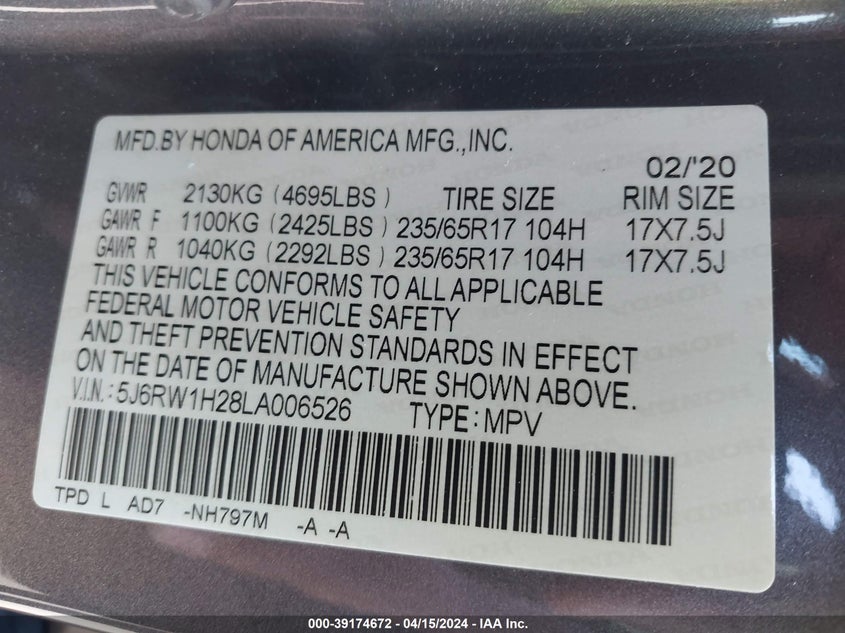 MFD.BY HONDA OF AMERICA MFG.,INC.
02/'20
GVWR 2130KG (4695LBS) TIRE SIZE RIM SIZE
GAWR F 1100KG (2425LBS) 235/65R17 104H 17X7.5J
GAWR R 1040KG (2292LBS) 235/65R17 104H 17X7.5J
THIS VEHICLE CONFORMS TO ALL APPLICABLE
FEDERAL MOTOR VEHICLE SAFETY
AND THEFT PREVENTION STANDARDS IN EFFECT
ON THE DATE OF MANUFACTURE SHOWN ABOVE.
V.I.N.: 5J6RW1H28LA006526 TYPE: MPV
TPD L AD7 -NH797M -A -A
000-39174672 - 04/15/2024 - IAA Inc.